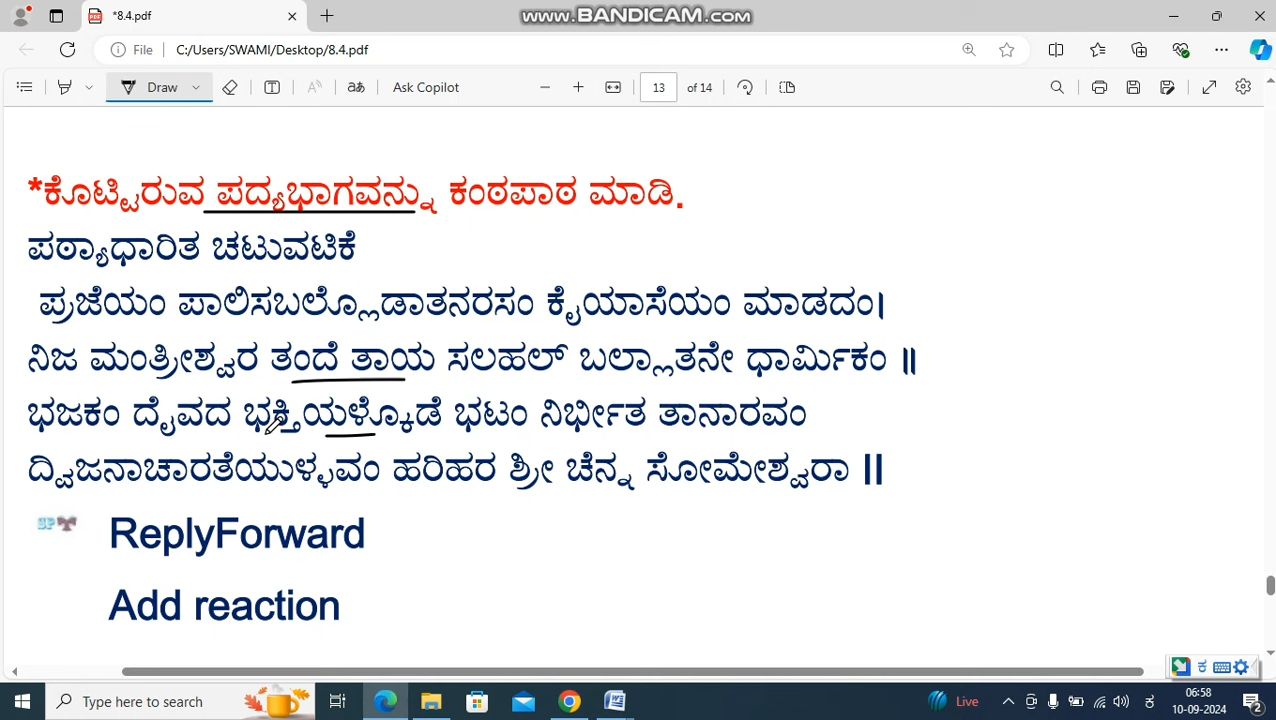 *8.4.pdf
WWW.BANDICAM.COM
File C:/Users/SWAMI/Desktop/8.4.pdf
Draw Ask Copilot 13 of 14
*ಕೊಟ್ಟಿರುವ ಪದ್ಯಭಾಗವನ್ನು ಕಂಠಪಾಠ ಮಾಡಿ.
ಪಠ್ಯಾಧಾರಿತ ಚಟುವಟಿಕೆ
ಪ್ರಜೆಯಂ ಪಾಲಿಸಬಲ್ಲೊಡಾತನರಸಂ ಕೈಯಾಸೆಯಂ ಮಾಡದಂ।
ನಿಜ ಮಂತ್ರೀಶ್ವರ ತಂದೆ ತಾಯ ಸಲಹಲ್ ಬಲ್ಲಾತನೇ ಧಾರ್ಮಿಕಂ ॥
ಭಜಕಂ ದೈವದ ಭಕ್ತಿಯಳ್ಕೊಡೆ ಭಟಂ ನಿರ್ಭೀತ ತಾನಾರವಂ
ದ್ವಿಜನಾಚಾರತೆಯುಳ್ಳವಂ ಹರಿಹರ ಶ್ರೀ ಚೆನ್ನ ಸೋಮೇಶ್ವರಾ ||
SP
ReplyForward
Add reaction
ಕ
Type here to search Live ಕ 06:58
10-09-2024 2